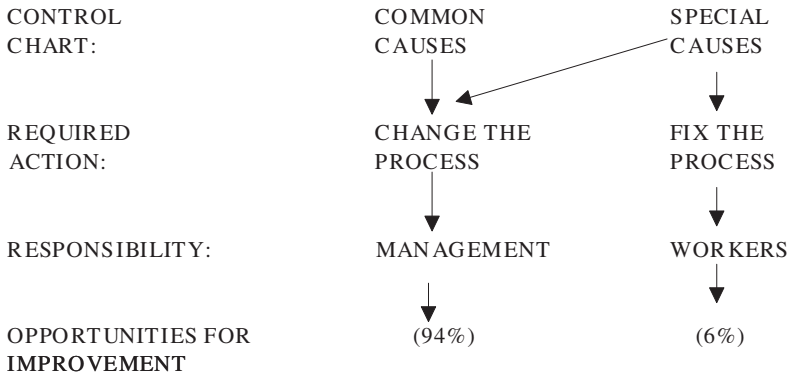 CONTROL COMMON SPECIAL
CHART: CAUSES CAUSES
REQUIRED CHANGE THE FIX THE
ACTION: PROCESS PROCESS
RESPONSIBILITY: MANAGEMENT WORKERS
OPPORTUNITIES FOR (94%) (6%)
IMPROVEMENT